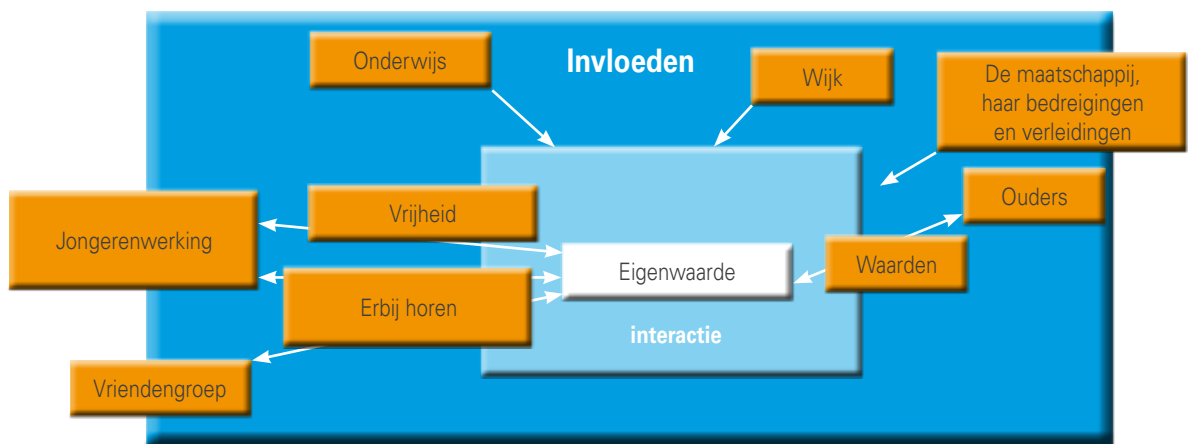 Invloeden
Onderwijs
Wijk
De maatschappij,
haar bedreigingen
en verleidingen
Ouders
Vrijheid
Jongerenwerking
Waarden
Eigenwaarde
Erbij horen
interactie
Vriendengroep